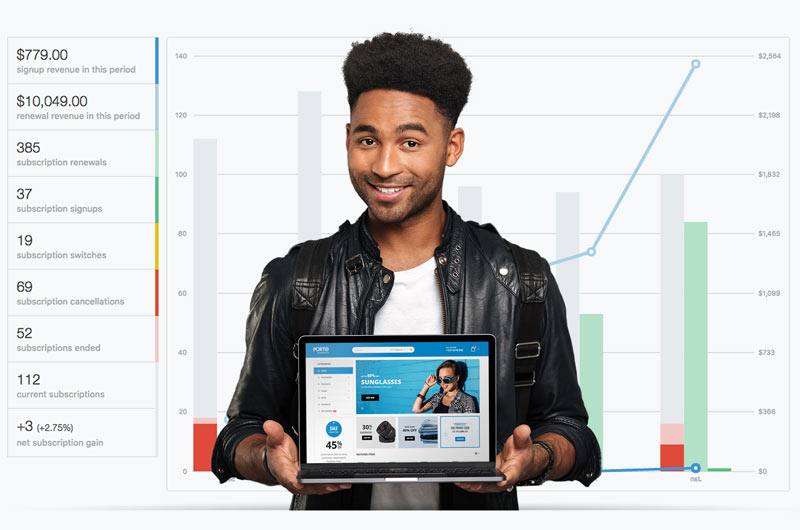 $779.00
signup revenue in this period
$10,049.00
renewal revenue in this period
385
subscription renewals
37
subscription signups
19
subscription switches
69
subscription cancellations
52
subscriptions ended
112
current subscriptions
+3 (+2.75%)
net subscription gain
140
120
100
80
60
40
20
0
$2,564
$2,198
$1,832
$1,465
$1,099
$733
$366
$0
PORTO
SUNGLASSES
SALE
45%
30%
40% OFF